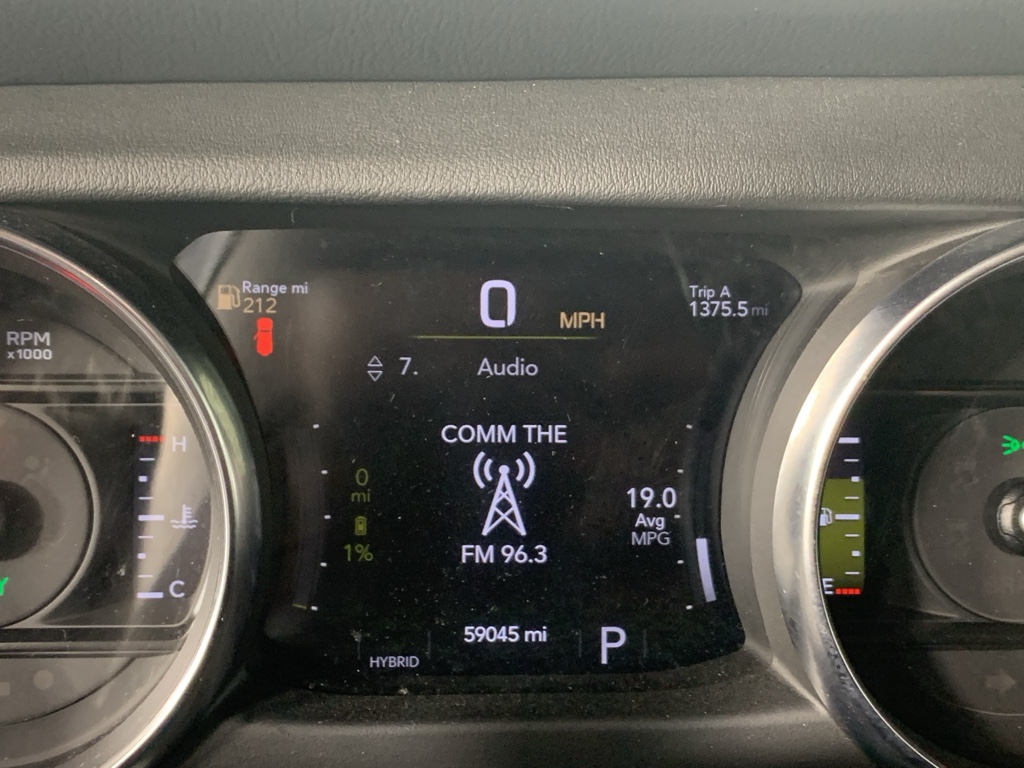 Range mi
212
0 MPH
Trip A
1375.5 mi
RPM
x1000
7. Audio
COMM THE
H
0
mi
1%
19.0
Avg
MPG
FM 96.3
C
E
59045 mi
P
HYBRID